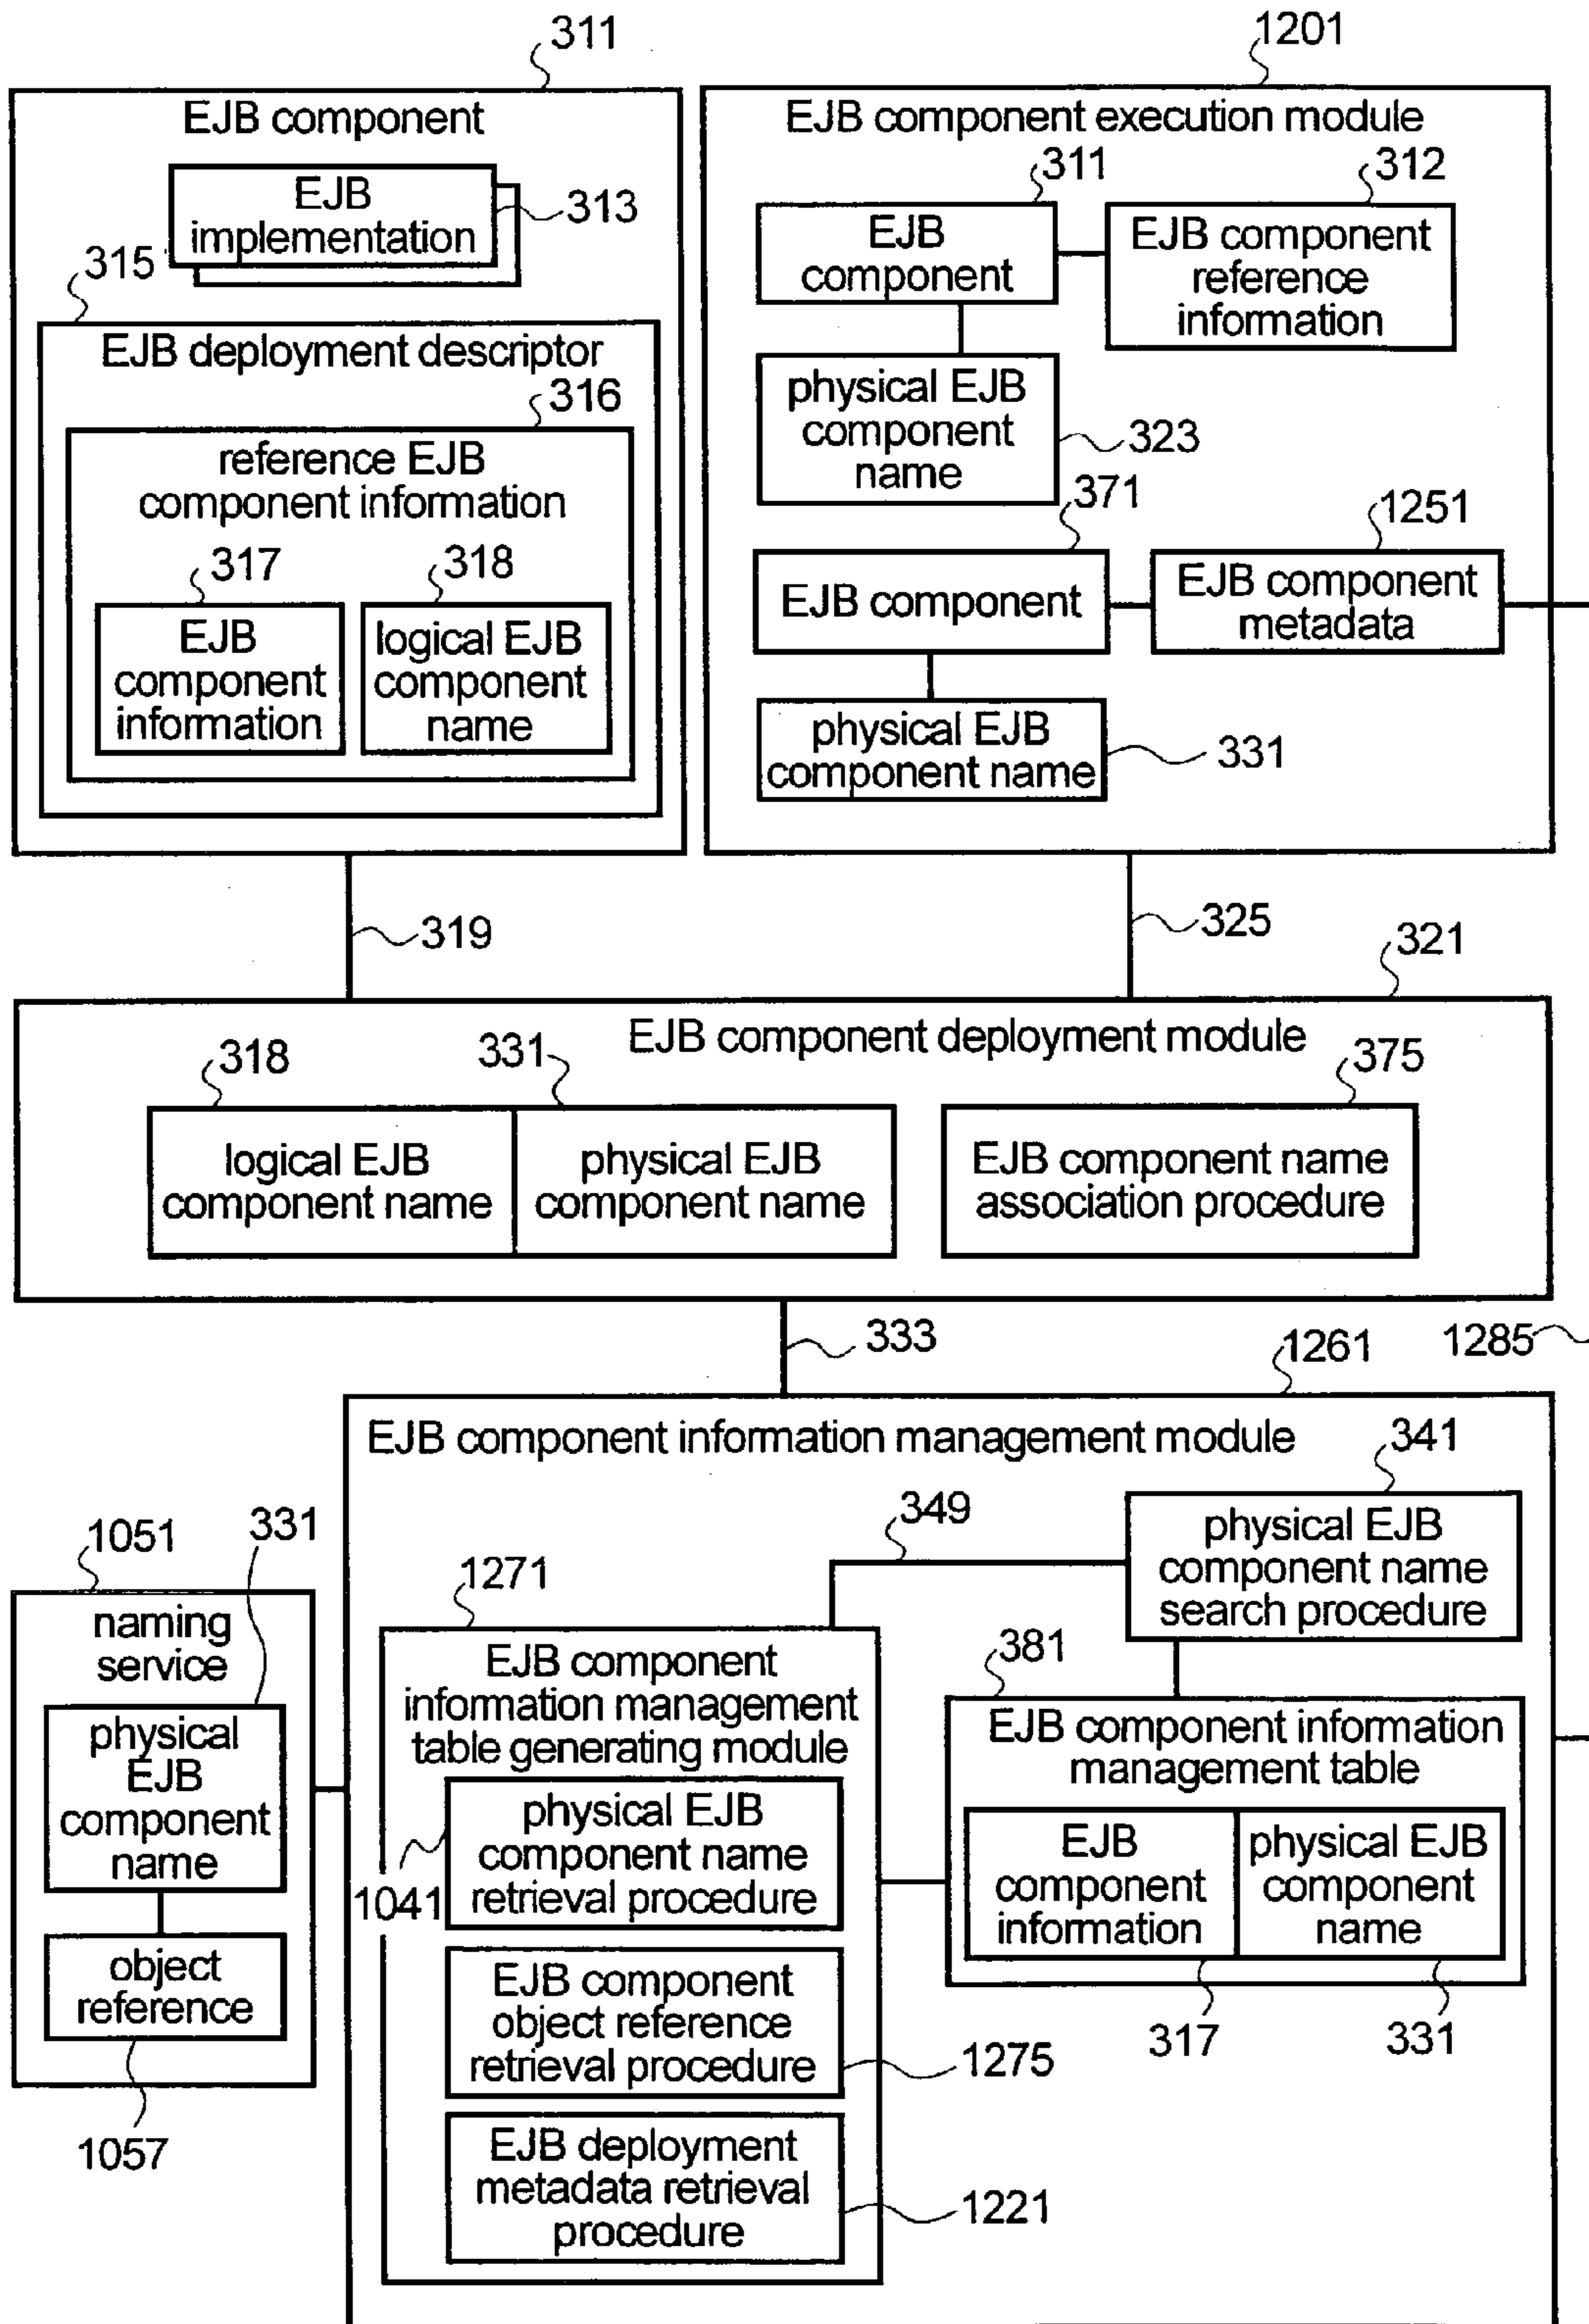 311
EJB component
EJB
implementation
313
315
EJB deployment descriptor
316
reference EJB
component information
317
318
EJB
component
information
logical EJB
component
name
319
1201
EJB component execution module
311
312
EJB
component
EJB component
reference
information
physical EJB
component
name
323
371
1251
EJB component
EJB component
metadata
physical EJB
component name
331
325
321
EJB component deployment module
318
331
375
logical EJB
component name
physical EJB
component name
EJB component name
association procedure
333
1261
1285
EJB component information management module
341
349
physical EJB
component name
search procedure
1051
331
naming
service
physical
EJB
component
name
object
reference
1057
1271
EJB component
information management
table generating module
physical EJB
component name
retrieval procedure
1041
EJB component
object reference
retrieval procedure
1275
EJB deployment
metadata retrieval
procedure
1221
381
EJB component information
management table
EJB
component
information
physical EJB
component
name
317
331